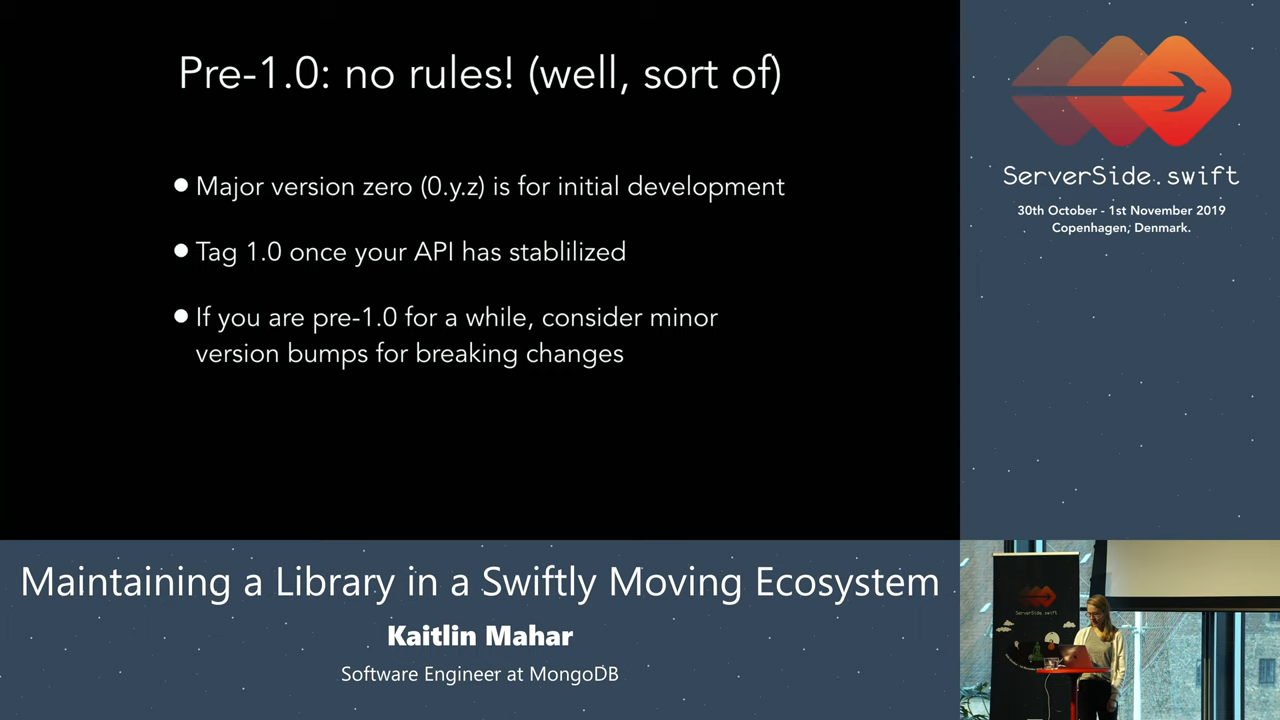 Pre-1.0: no rules! (well, sort of)
● Major version zero (0.y.z) is for initial development
● Tag 1.0 once your API has stablilized
● If you are pre-1.0 for a while, consider minor
version bumps for breaking changes
ServerSide.swift
30th October - 1st November 2019
Copenhagen, Denmark.
Maintaining a Library in a Swiftly Moving Ecosystem
Kaitlin Mahar
Software Engineer at MongoDB
ServerSide.swift